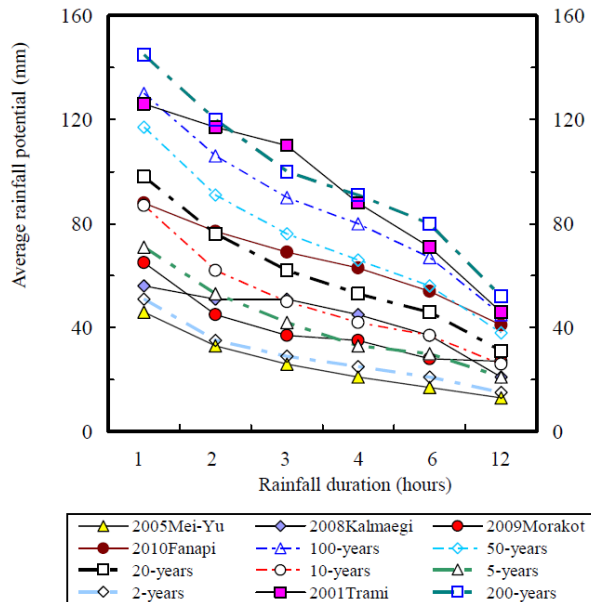 Average rainfall potential (mm)
160 160
120 120
80 80
40 40
0 0
1 2 3 4 6 12
Rainfall duration (hours)
2005Mei-Yu 2008Kalmaegi 2009Morakot
2010Fanapi 100-years 50-years
20-years 10-years 5-years
2-years 2001Trami 200-years